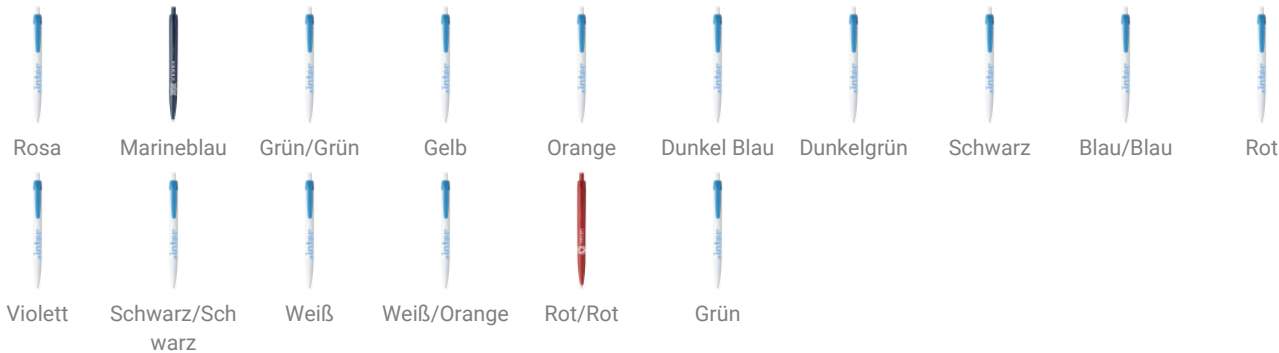 Rosa Marineblau Grün/Grün Gelb Orange Dunkel Blau Dunkelgrün Schwarz Blau/Blau Rot
Violett Schwarz/Sch Weiß Weiß/Orange Rot/Rot Grün
warz